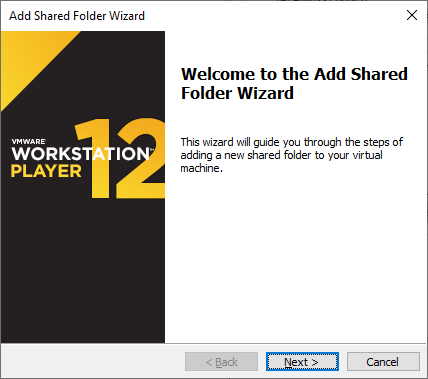 Add Shared Folder Wizard
Welcome to the Add Shared
Folder Wizard
VMWARE
WORKSTATION™
PLAYER 12
This wizard will guide you through the steps of
adding a new shared folder to your virtual
machine.
< Back
Next >
Cancel